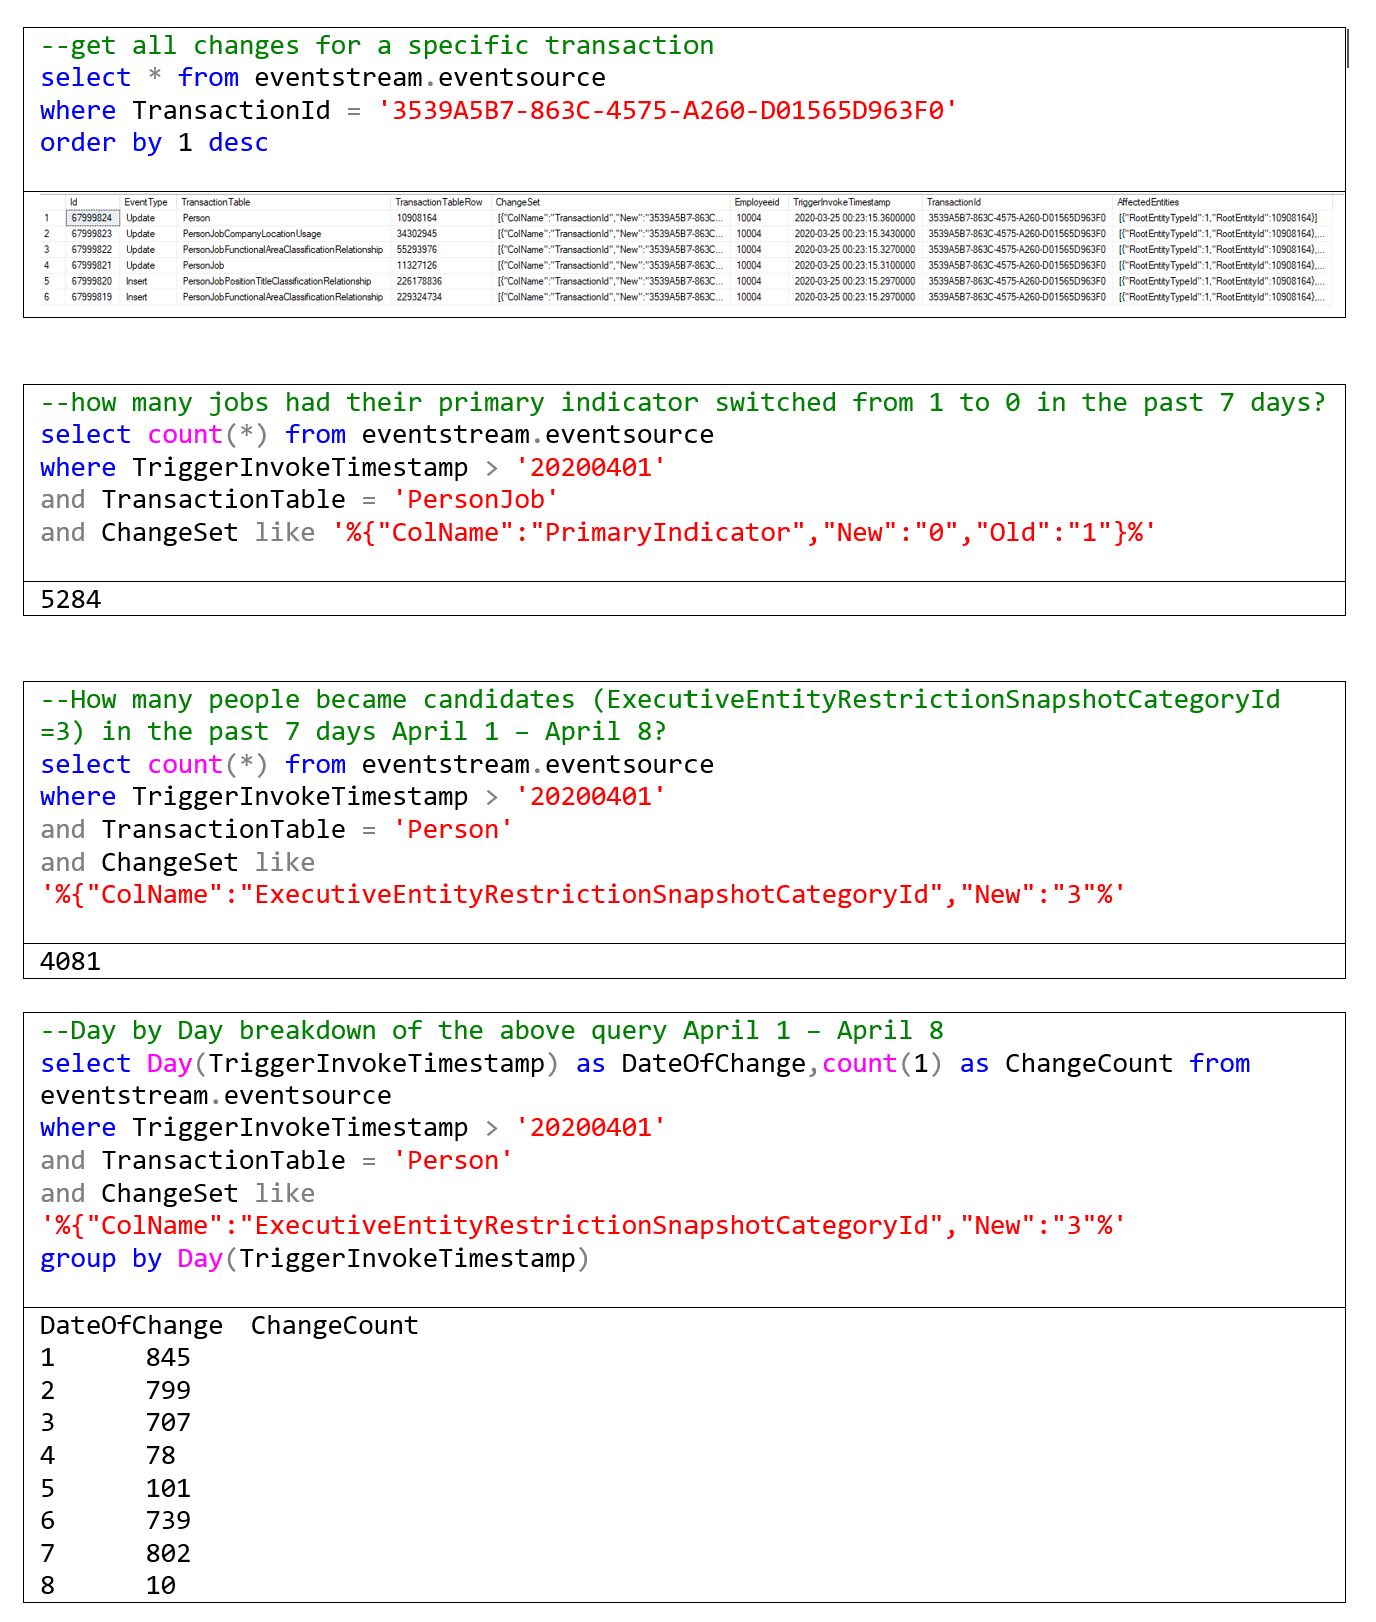 --get all changes for a specific transaction
select * from eventstream.eventsource
where TransactionId = '3539A5B7-863C-4575-A260-D01565D963F0'
order by 1 desc
Id EventType TransactionTable TransactionTableRow ChangeSet Employeeid TriggerInvokeTimestamp TransactionId AffectedEntities
1 67999824 Update Person 10908164 [{"ColName":"TransactionId","New":"3539A5B7-863C... 10004 2020-03-25 00:23:15.3600000 3539A5B7-863C-4575-A260-D01565D963F0 [{"RootEntityTypeId":1,"RootEntityId":10908164}]
2 67999823 Update PersonJobCompanyLocationUsage 34302945 [{"ColName":"TransactionId","New":"3539A5B7-863C... 10004 2020-03-25 00:23:15.3430000 3539A5B7-863C-4575-A260-D01565D963F0 [{"RootEntityTypeId":1,"RootEntityId":10908164},...
3 67999822 Update PersonJobFunctionalAreaClassificationRelationship 55293976 [{"ColName":"TransactionId","New":"3539A5B7-863C... 10004 2020-03-25 00:23:15.3270000 3539A5B7-863C-4575-A260-D01565D963F0 [{"RootEntityTypeId":1,"RootEntityId":10908164},...
4 67999821 Update PersonJob 11327126 [{"ColName":"TransactionId","New":"3539A5B7-863C... 10004 2020-03-25 00:23:15.3100000 3539A5B7-863C-4575-A260-D01565D963F0 [{"RootEntityTypeId":1,"RootEntityId":10908164},...
5 67999820 Insert PersonJobPositionTitleClassificationRelationship 226178836 [{"ColName":"TransactionId","New":"3539A5B7-863C... 10004 2020-03-25 00:23:15.2970000 3539A5B7-863C-4575-A260-D01565D963F0 [{"RootEntityTypeId":1,"RootEntityId":10908164},...
6 67999819 Insert PersonJobFunctionalAreaClassificationRelationship 229324734 [{"ColName":"TransactionId","New":"3539A5B7-863C... 10004 2020-03-25 00:23:15.2970000 3539A5B7-863C-4575-A260-D01565D963F0 [{"RootEntityTypeId":1,"RootEntityId":10908164},...
--how many jobs had their primary indicator switched from 1 to 0 in the past 7 days?
select count(*) from eventstream.eventsource
where TriggerInvokeTimestamp > '20200401'
and TransactionTable = 'PersonJob'
and ChangeSet like '%{"ColName":"PrimaryIndicator","New":"0","Old":"1"}%'
5284
--How many people became candidates (ExecutiveEntityRestrictionSnapshotCategoryId
=3) in the past 7 days April 1 – April 8?
select count(*) from eventstream.eventsource
where TriggerInvokeTimestamp > '20200401'
and TransactionTable = 'Person'
and ChangeSet like
'%{"ColName":"ExecutiveEntityRestrictionSnapshotCategoryId","New":"3"%'
4081
--Day by Day breakdown of the above query April 1 – April 8
select Day(TriggerInvokeTimestamp) as DateOfChange,count(1) as ChangeCount from
eventstream.eventsource
where TriggerInvokeTimestamp > '20200401'
and TransactionTable = 'Person'
and ChangeSet like
'%{"ColName":"ExecutiveEntityRestrictionSnapshotCategoryId","New":"3"%'
group by Day(TriggerInvokeTimestamp)
DateOfChange ChangeCount
1 845
2 799
3 707
4 78
5 101
6 739
7 802
8 10